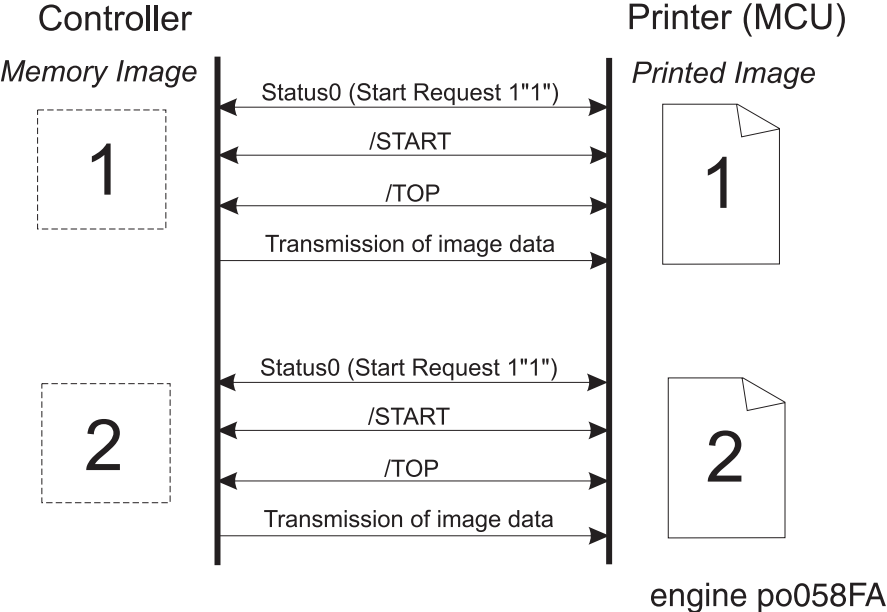 Controller
Printer (MCU)
Memory Image
Printed Image
Status0 (Start Request 1"1")
1
/START
1
/TOP
Transmission of image data
Status0 (Start Request 1"1")
2
/START
2
/TOP
Transmission of image data
engine po058FA